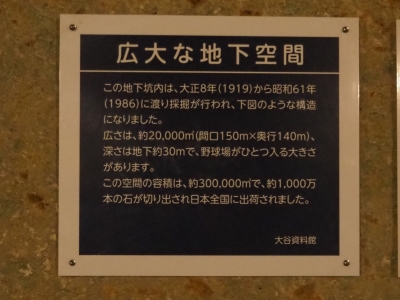 広大な地下空間
この地下坑内は、大正8年(1919)から昭和61年
(1986)に渡り採掘が行われ、下図のような構造
になりました。
広さは、約20,000㎡(間口150m×奥行140m)、
深さは地下約30mで、野球場がひとつ入る大きさ
があります。
この空間の容積は、約300,000㎥で、約1,000万
本の石が切り出され日本全国に出荷されました。
大谷資料館